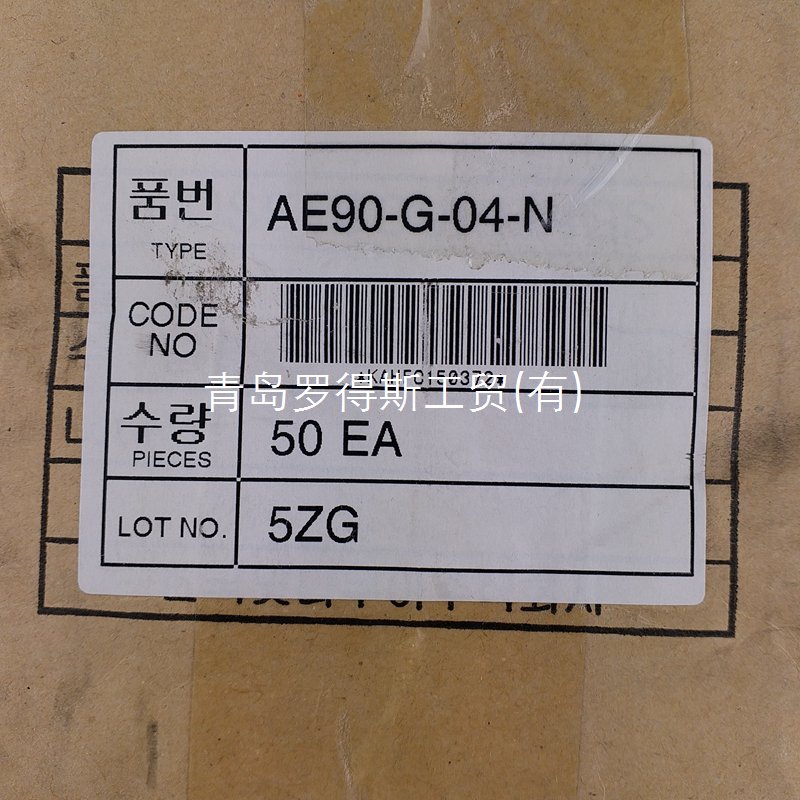 품번
TYPE
AE90-G-04-N
CODE
NO
青岛罗得斯工贸(有)
수량
PIECES
50 EA
LOT NO.
5ZG